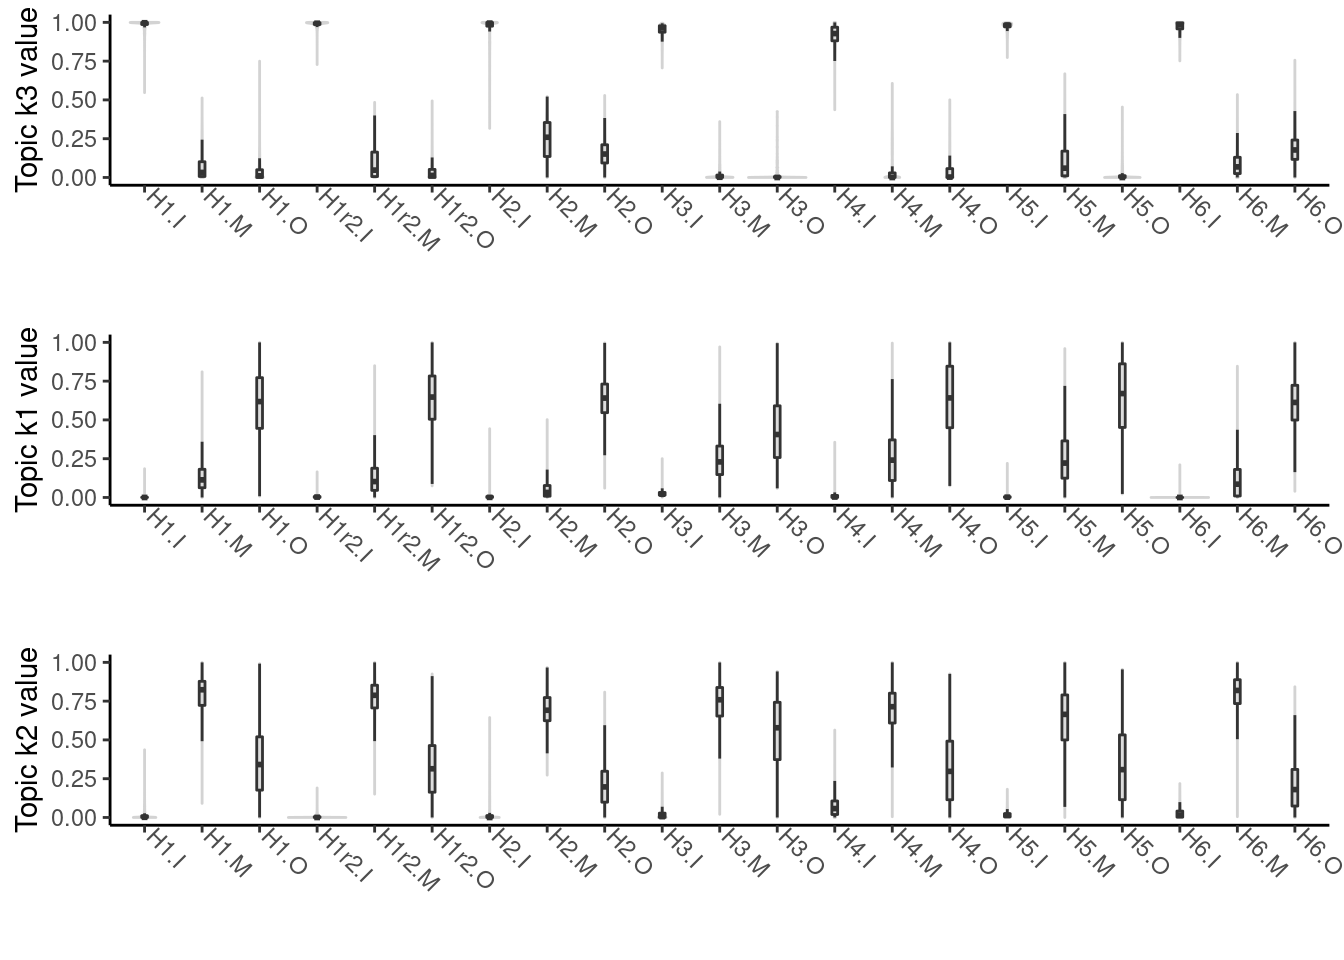 Topic k3 value
1.00
0.75
0.50
0.25
0.00
H1.I H1.M H1.O H1r2.I H1r2.M H1r2.O H2.I H2.M H2.O H3.I H3.M H3.O H4.I H4.M H4.O H5.I H5.M H5.O H6.I H6.M H6.O
Topic k1 value
1.00
0.75
0.50
0.25
0.00
H1.I H1.M H1.O H1r2.I H1r2.M H1r2.O H2.I H2.M H2.O H3.I H3.M H3.O H4.I H4.M H4.O H5.I H5.M H5.O H6.I H6.M H6.O
Topic k2 value
1.00
0.75
0.50
0.25
0.00
H1.I H1.M H1.O H1r2.I H1r2.M H1r2.O H2.I H2.M H2.O H3.I H3.M H3.O H4.I H4.M H4.O H5.I H5.M H5.O H6.I H6.M H6.O